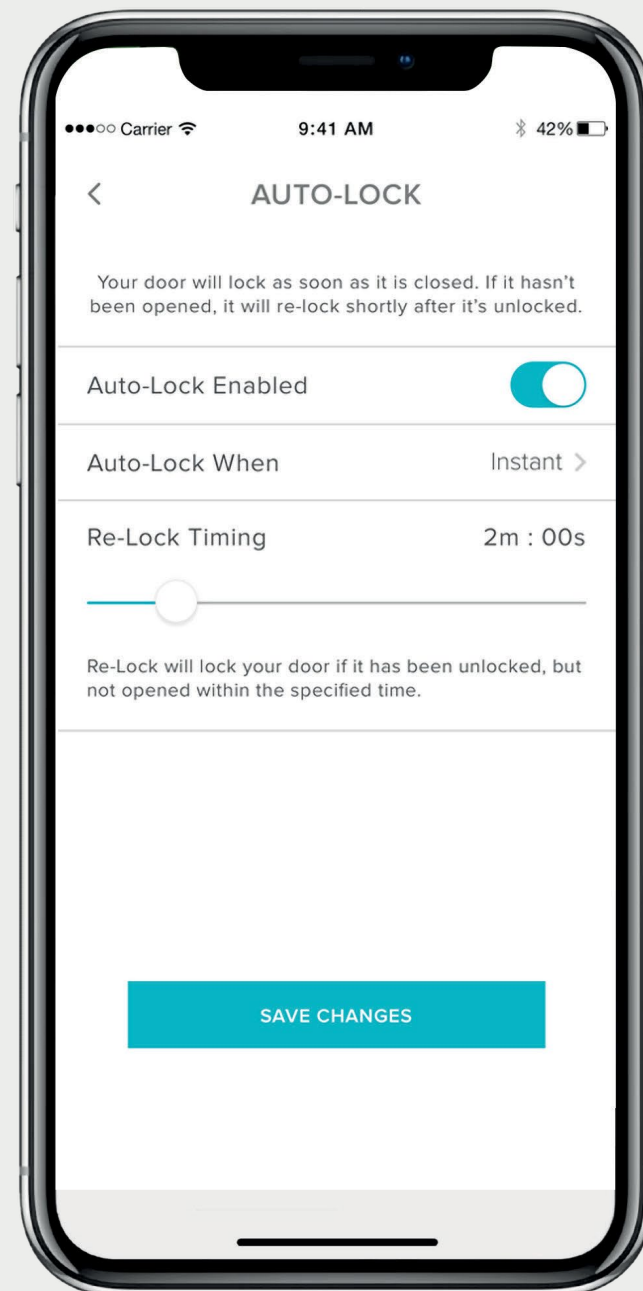 Carrier
9:41 AM
42%
AUTO-LOCK
Your door will lock as soon as it is closed. If it hasn’t
been opened, it will re-lock shortly after it’s unlocked.
Auto-Lock Enabled
Auto-Lock When
Instant >
Re-Lock Timing
2m : 00s
Re-Lock will lock your door if it has been unlocked, but
not opened within the specified time.
SAVE CHANGES